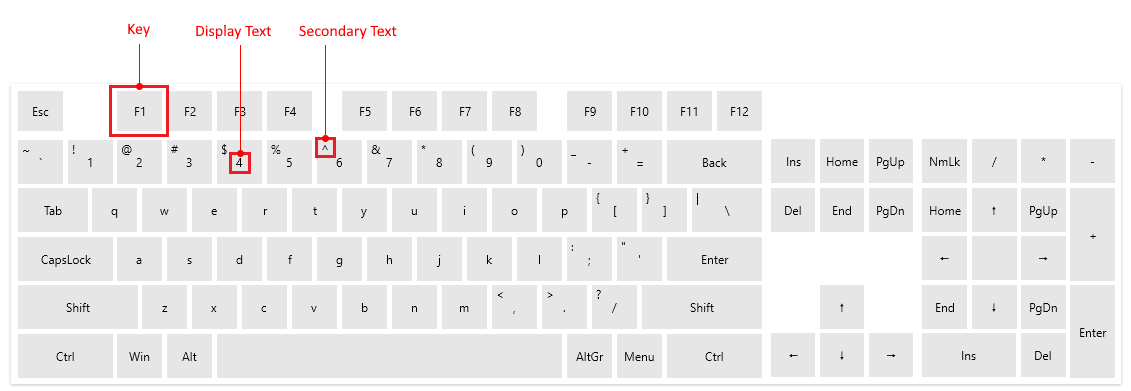 Key Display Text Secondary Text
Esc F1 F2 F3 F4 F5 F6 F7 F8 F9 F10 F11 F12
~ ` ! 1 @ 2 # 3 $ 4 % 5 ^ 6 & 7 * 8 ( 9 ) 0 _ - + = Back Ins Home PgUp NmLk / * -
Tab q w e r t y u i o p { [ } ] | \ Del End PgDn Home ↑ PgUp +
CapsLock a s d f g h j k l : ; " ' Enter ← →
Shift z x c v b n m < , > . ? / Shift ↑ End ↓ PgDn Enter
Ctrl Win Alt AltGr Menu Ctrl ← ↓ → Ins Del